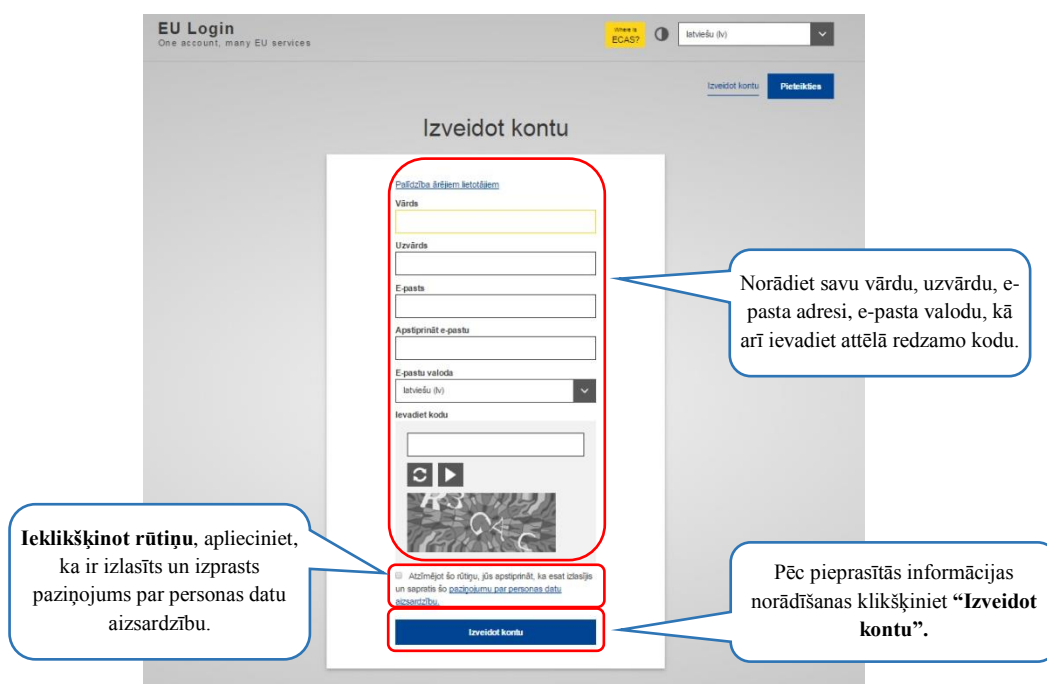 EU Login
One account, many EU services
Where is
ECAS?
latviešu (lv)
Izveidot kontu
Pieteikties
Izveidot kontu
Palīdzība ārējiem lietotājiem
Vārds
Uzvārds
E-pasts
Apstiprināt e-pastu
E-pastu valoda
latviešu (lv)
Ievadiet kodu
Atzīmējot šo rūtiņu, jūs apstiprināt, ka esat izlasījis
un sapratis šo paziņojumu par personas datu
aizsardzību.
Izveidot kontu
Norādiet savu vārdu, uzvārdu, e-
pasta adresi, e-pasta valodu, kā
arī ievadiet attēlā redzamo kodu.
Ieklikšķinot rūtiņu, aplieciniet,
ka ir izlasīts un izprasts
paziņojums par personas datu
aizsardzību.
Pēc pieprasītās informācijas
norādīšanas klikšķiniet “Izveidot
kontu”.